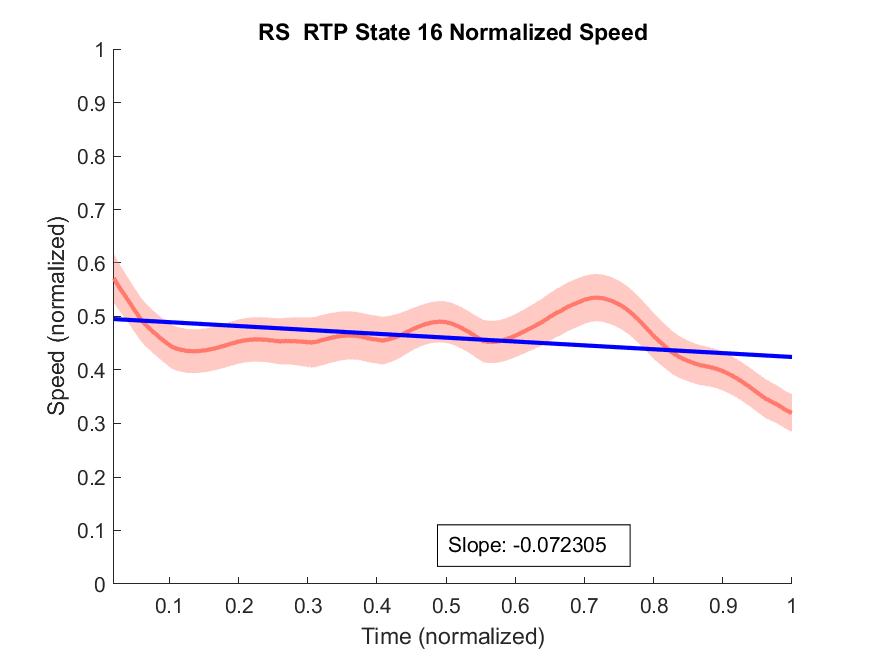 RS  RTP State 16 Normalized Speed
1
0.9
0.8
0.7
0.6
0.5
0.4
0.3
0.2
0.1
0
Speed (normalized)
Slope: -0.072305
0.1 0.2 0.3 0.4 0.5 0.6 0.7 0.8 0.9 1
Time (normalized)